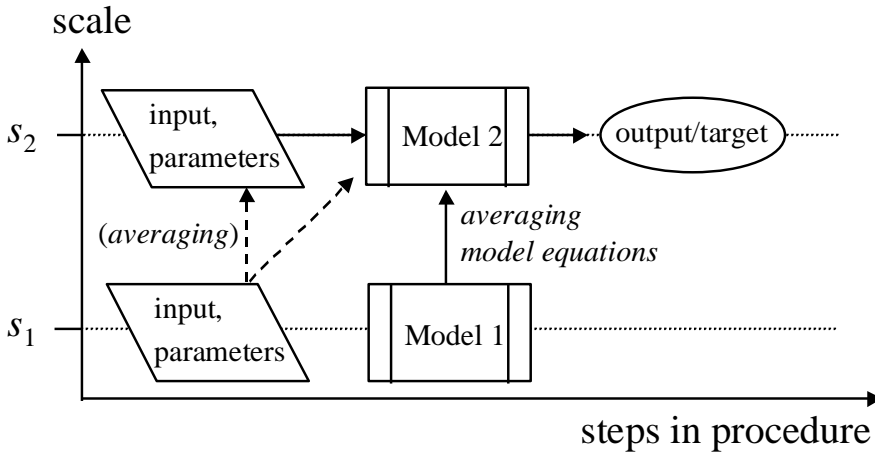 scale
s₂
input,
parameters
Model 2
output/target
(averaging)
averaging
model equations
s₁
input,
parameters
Model 1
steps in procedure